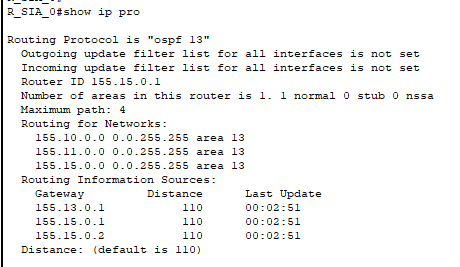 R_SIA_0#show ip pro
Routing Protocol is "ospf 13"
Outgoing update filter list for all interfaces is not set
Incoming update filter list for all interfaces is not set
Router ID 155.15.0.1
Number of areas in this router is 1. 1 normal 0 stub 0 nssa
Maximum path: 4
Routing for Networks:
155.10.0.0 0.0.255.255 area 13
155.11.0.0 0.0.255.255 area 13
155.15.0.0 0.0.255.255 area 13
Routing Information Sources:
Gateway Distance Last Update
155.13.0.1 110 00:02:51
155.15.0.1 110 00:02:51
155.15.0.2 110 00:02:51
Distance: (default is 110)